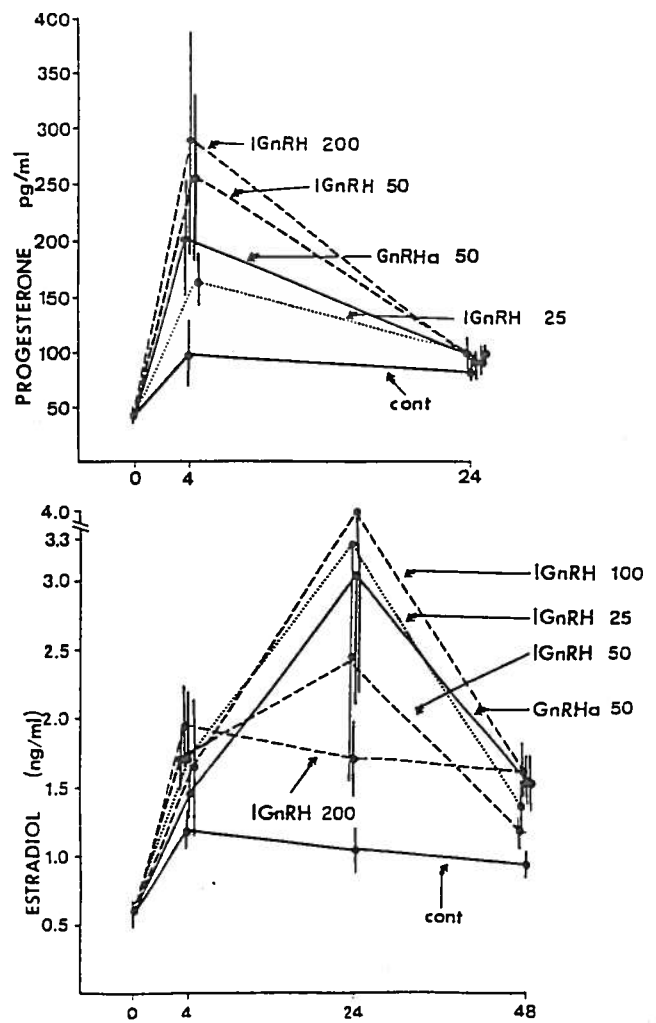 400
350
300
250
200
150
100
50
PROGESTERONE pg/ml
lGnRH 200
lGnRH 50
GnRHa 50
lGnRH 25
cont
0 4 24
4.0
3.3
3.0
2.5
2.0
1.5
1.0
0.5
ESTRADIOL (ng/ml)
lGnRH 100
lGnRH 25
lGnRH 50
GnRHa 50
lGnRH 200
cont
0 4 24 48